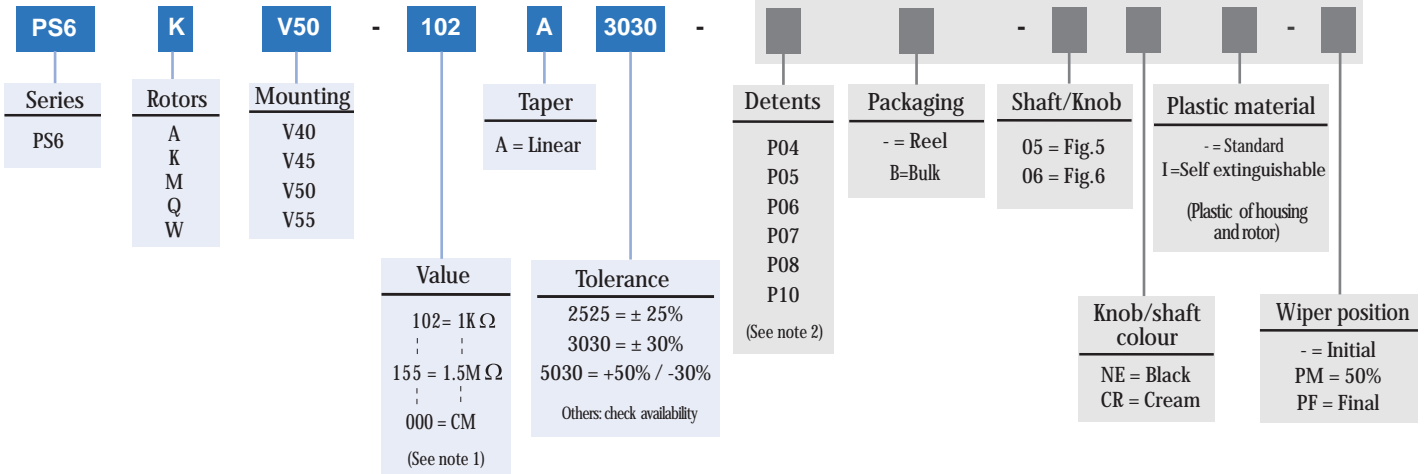 PS6 K V50 - 102 A 3030 - - -
Series
PS6
Rotors
A
K
M
Q
W
Mounting
V40
V45
V50
V55
Value
102= 1K Ω
155 = 1.5M Ω
000 = CM
(See note 1)
Taper
A = Linear
Tolerance
2525 = ± 25%
3030 = ± 30%
5030 = +50% / -30%
Others: check availability
Detents
P04
P05
P06
P07
P08
P10
(See note 2)
Packaging
- = Reel
B=Bulk
Shaft/Knob
05 = Fig.5
06 = Fig.6
Knob/shaft
colour
NE = Black
CR = Cream
Plastic material
- = Standard
I =Self extinguishable
(Plastic of housing
and rotor)
Wiper position
- = Initial
PM = 50%
PF = Final